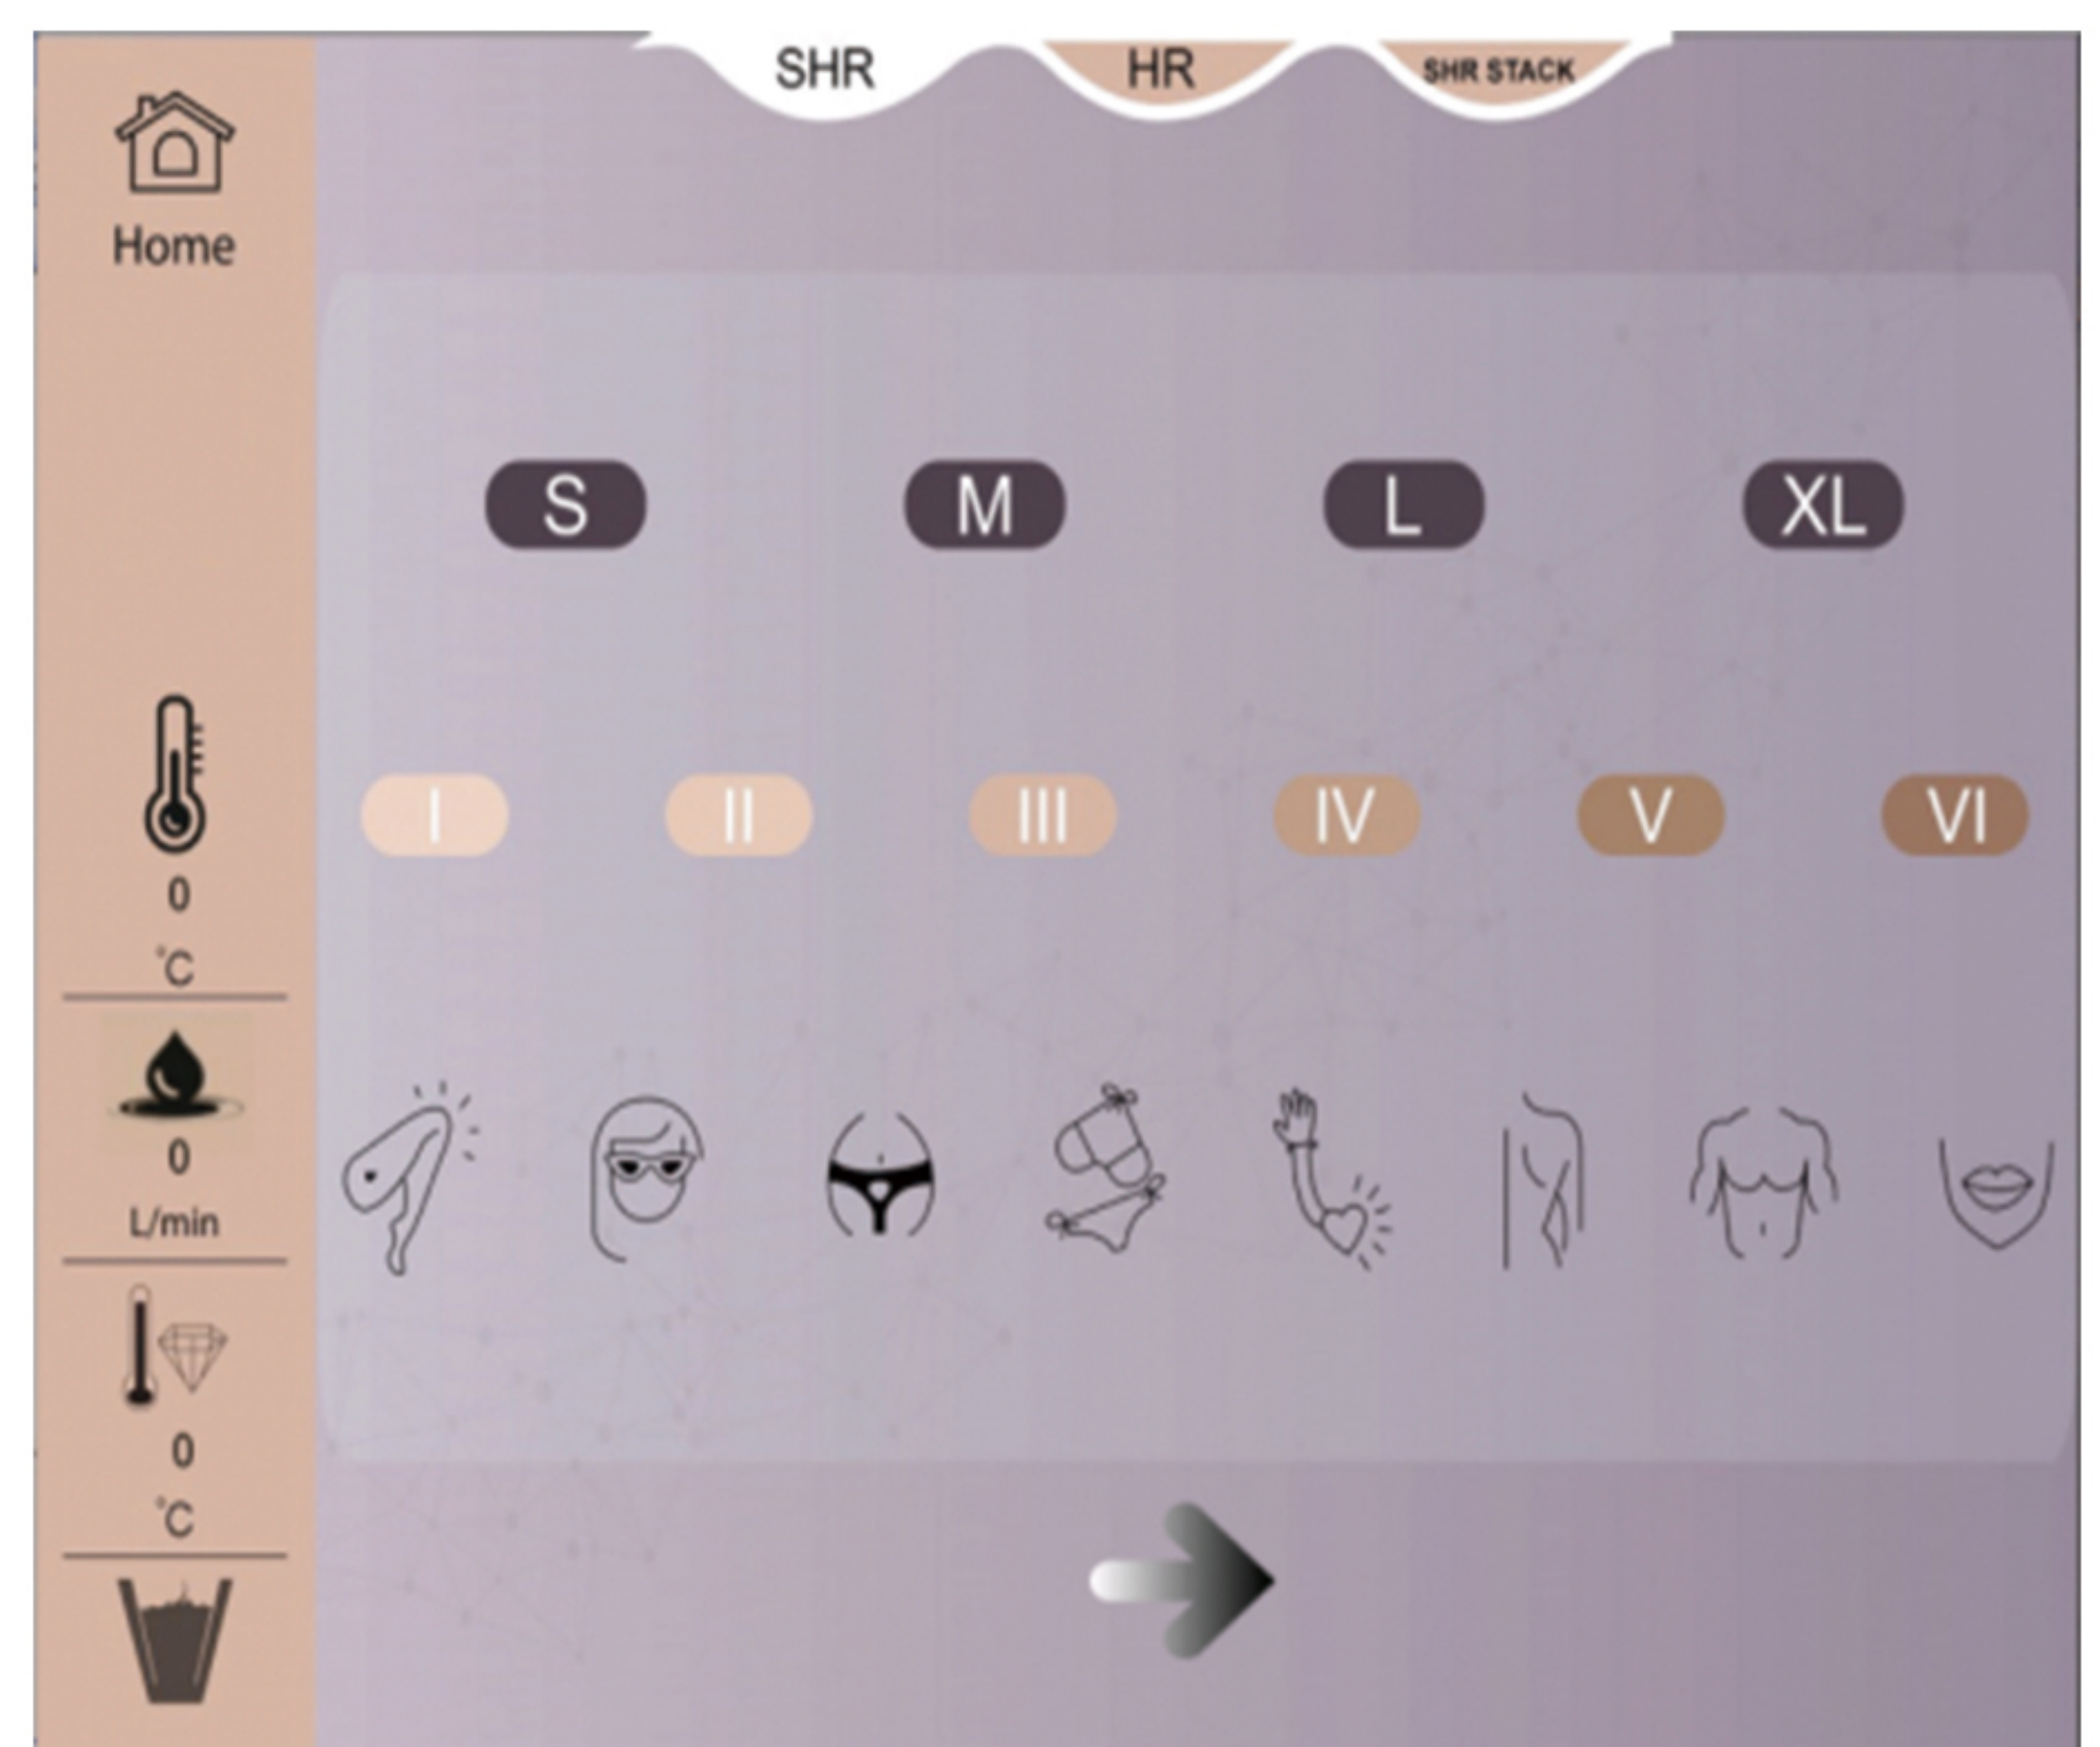 SHR HR SHR STACK
Home
S M L XL
I II III IV V VI
0
°C
0
L/min
0
°C